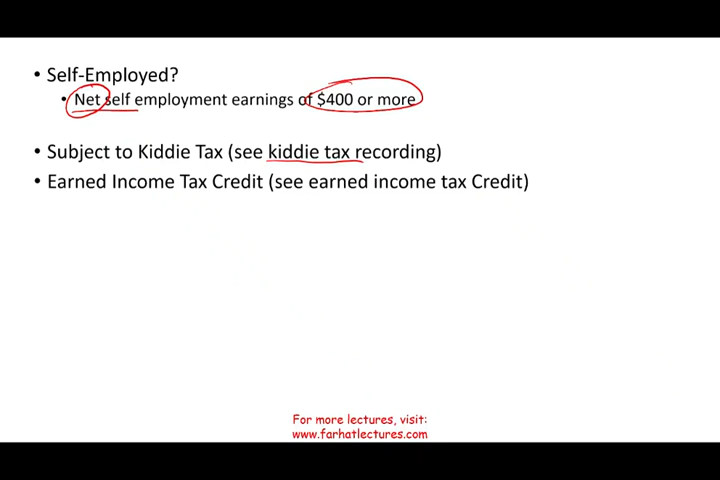 • Self-Employed?
• Net self employment earnings of $400 or more
• Subject to Kiddie Tax (see kiddie tax recording)
• Earned Income Tax Credit (see earned income tax Credit)
For more lectures, visit:
www.farhatlectures.com